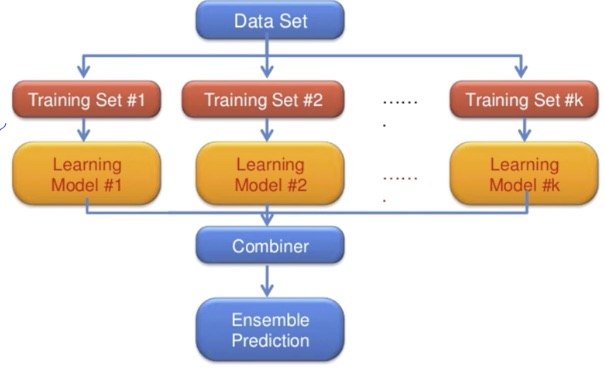 Data Set
Training Set #1
Training Set #2
.......
Training Set #k
Learning
Model #1
Learning
Model #2
.......
Learning
Model #k
Combiner
Ensemble
Prediction